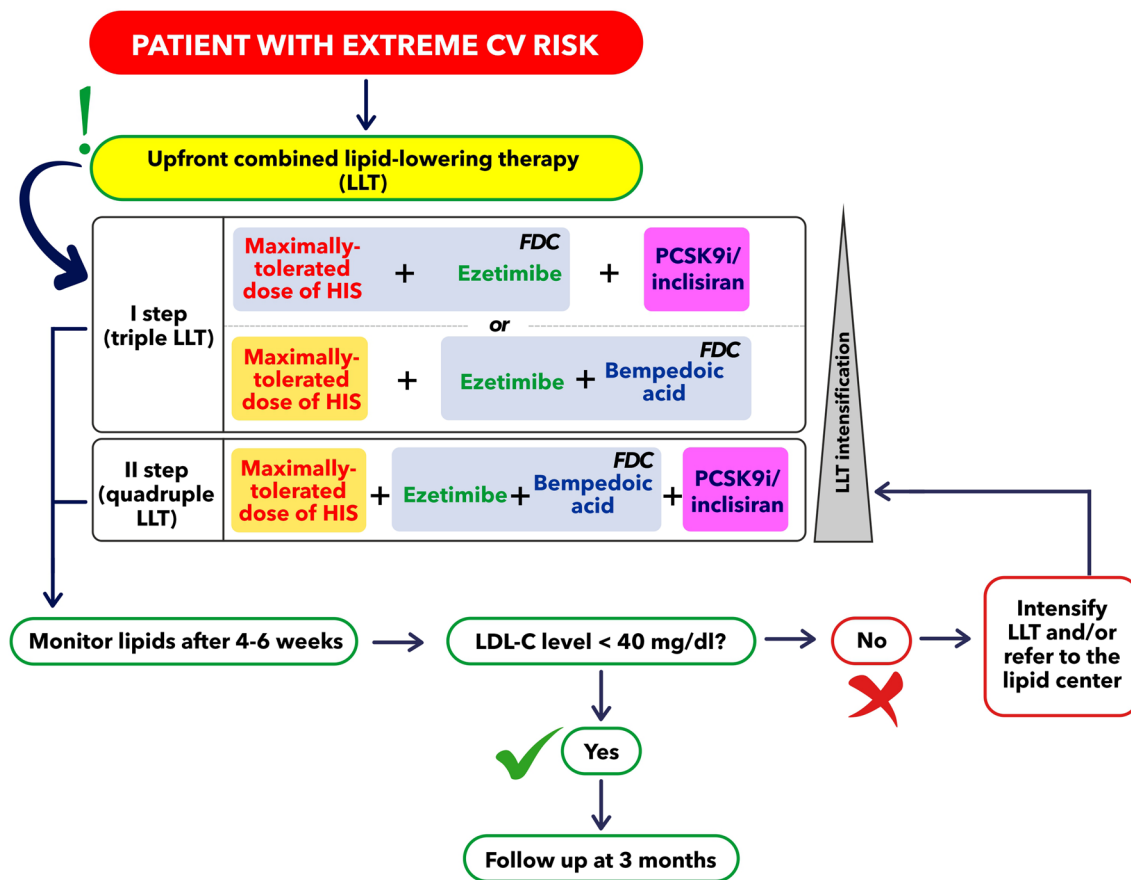 PATIENT WITH EXTREME CV RISK
!
Upfront combined lipid-lowering therapy
(LLT)
I step
(triple LLT)
Maximally-
tolerated
dose of HIS
+
FDC
Ezetimibe
+
PCSK9i/
inclisiran
or
Maximally-
tolerated
dose of HIS
+
Ezetimibe
+
FDC
Bempedoic
acid
II step
(quadruple
LLT)
Maximally-
tolerated
dose of HIS
+
Ezetimibe
+
FDC
Bempedoic
acid
+
PCSK9i/
inclisiran
LLT intensification
Monitor lipids after 4-6 weeks
LDL-C level < 40 mg/dl?
No
Intensify
LLT and/or
refer to the
lipid center
Yes
Follow up at 3 months